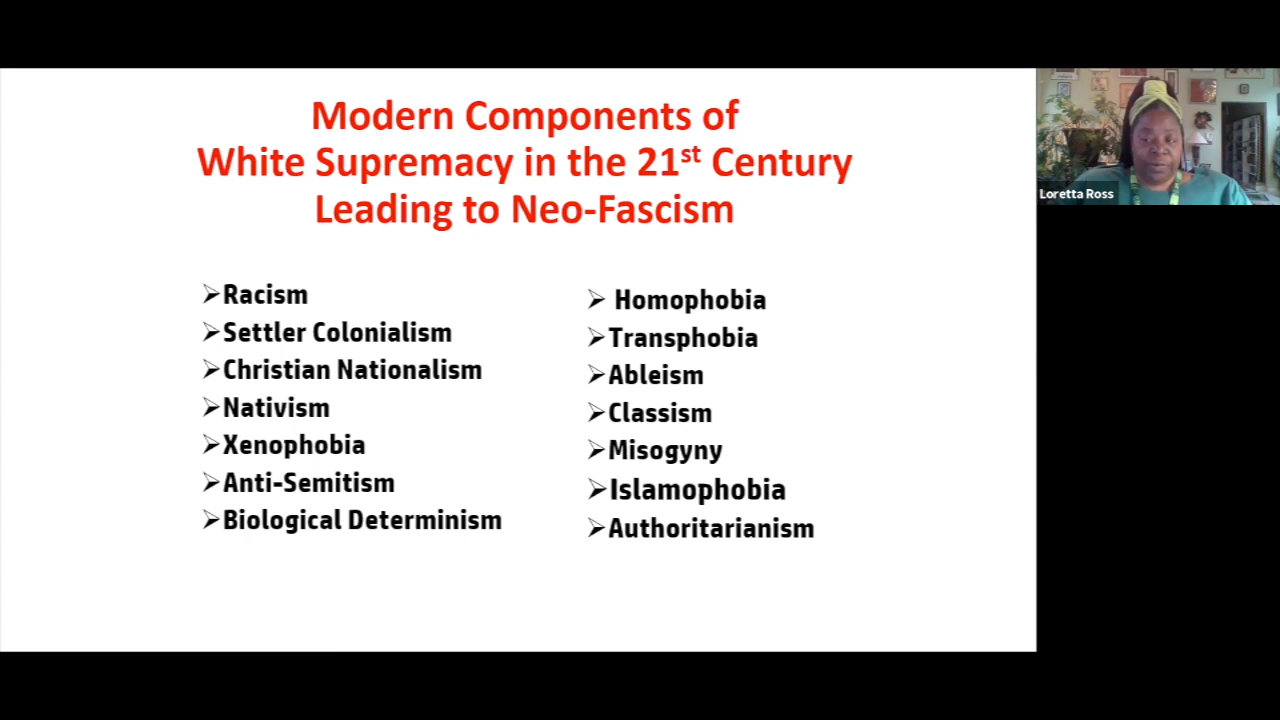 Modern Components of
White Supremacy in the 21st Century
Leading to Neo-Fascism
Racism
Settler Colonialism
Christian Nationalism
Nativism
Xenophobia
Anti-Semitism
Biological Determinism
Homophobia
Transphobia
Ableism
Classism
Misogyny
Islamophobia
Authoritarianism
Loretta Ross